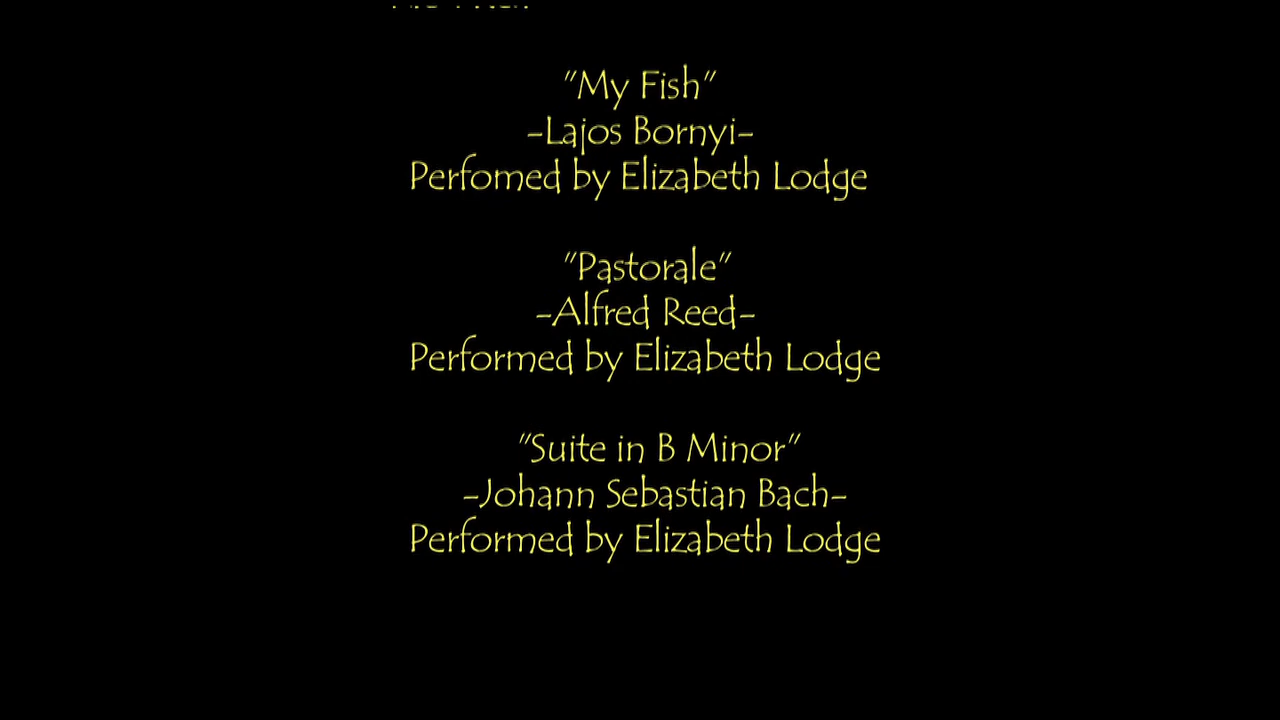 "My Fish"
-Lajos Bornyi-
Perfomed by Elizabeth Lodge
"Pastorale"
-Alfred Reed-
Performed by Elizabeth Lodge
"Suite in B Minor"
-Johann Sebastian Bach-
Performed by Elizabeth Lodge